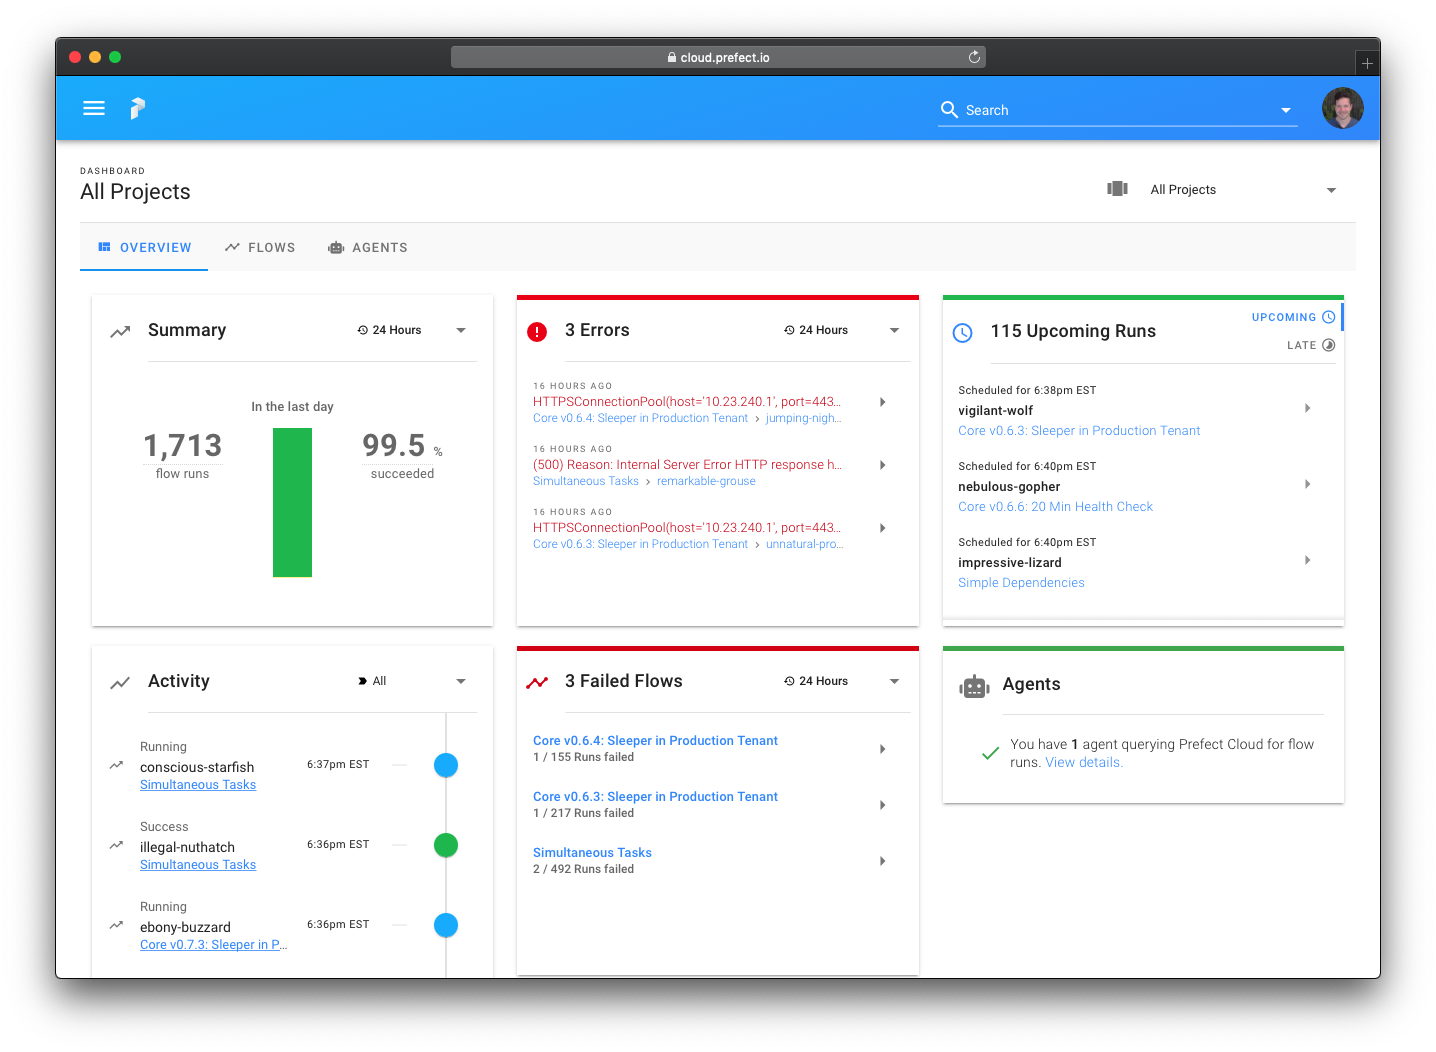 cloud.prefect.io
Search
DASHBOARD
All Projects
All Projects
OVERVIEW
FLOWS
AGENTS
Summary
24 Hours
In the last day
1,713
flow runs
99.5 %
succeeded
3 Errors
24 Hours
16 HOURS AGO
HTTPSConnectionPool(host='10.23.240.1', port=443...
Core v0.6.4: Sleeper in Production Tenant > jumping-nigh...
16 HOURS AGO
(500) Reason: Internal Server Error HTTP response h...
Simultaneous Tasks > remarkable-grouse
16 HOURS AGO
HTTPSConnectionPool(host='10.23.240.1', port=443...
Core v0.6.3: Sleeper in Production Tenant > unnatural-pro...
115 Upcoming Runs
UPCOMING
LATE
Scheduled for 6:38pm EST
vigilant-wolf
Core v0.6.3: Sleeper in Production Tenant
Scheduled for 6:40pm EST
nebulous-gopher
Core v0.6.6: 20 Min Health Check
Scheduled for 6:40pm EST
impressive-lizard
Simple Dependencies
Activity
All
Running
conscious-starfish
Simultaneous Tasks
6:37pm EST
Success
illegal-nuthatch
Simultaneous Tasks
6:36pm EST
Running
ebony-buzzard
Core v0.7.3: Sleeper in P...
6:36pm EST
3 Failed Flows
24 Hours
Core v0.6.4: Sleeper in Production Tenant
1 / 155 Runs failed
Core v0.6.3: Sleeper in Production Tenant
1 / 217 Runs failed
Simultaneous Tasks
2 / 492 Runs failed
Agents
You have 1 agent querying Prefect Cloud for flow
runs. View details.